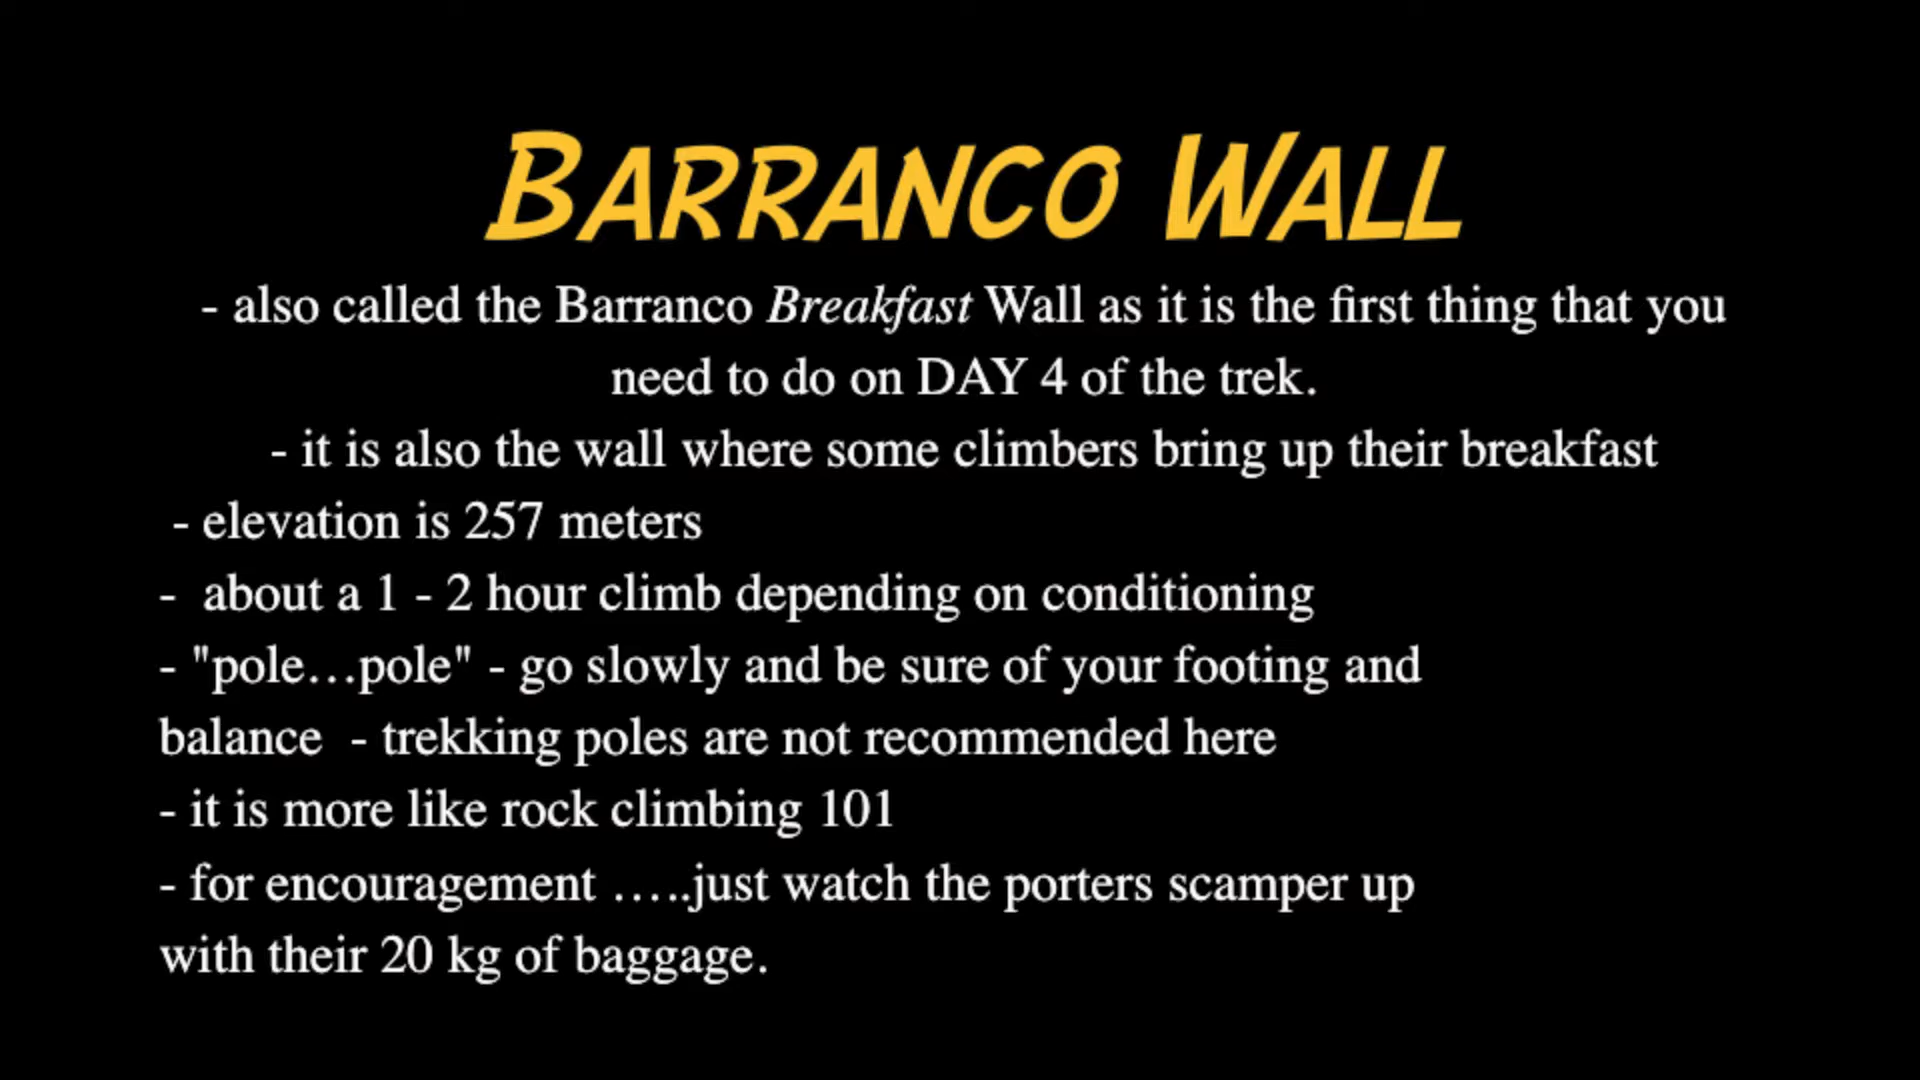 BARRANCO WALL
- also called the Barranco Breakfast Wall as it is the first thing that you
need to do on DAY 4 of the trek.
- it is also the wall where some climbers bring up their breakfast
- elevation is 257 meters
-  about a 1 - 2 hour climb depending on conditioning
- "pole…pole" - go slowly and be sure of your footing and
balance  - trekking poles are not recommended here
- it is more like rock climbing 101
- for encouragement …..just watch the porters scamper up
with their 20 kg of baggage.